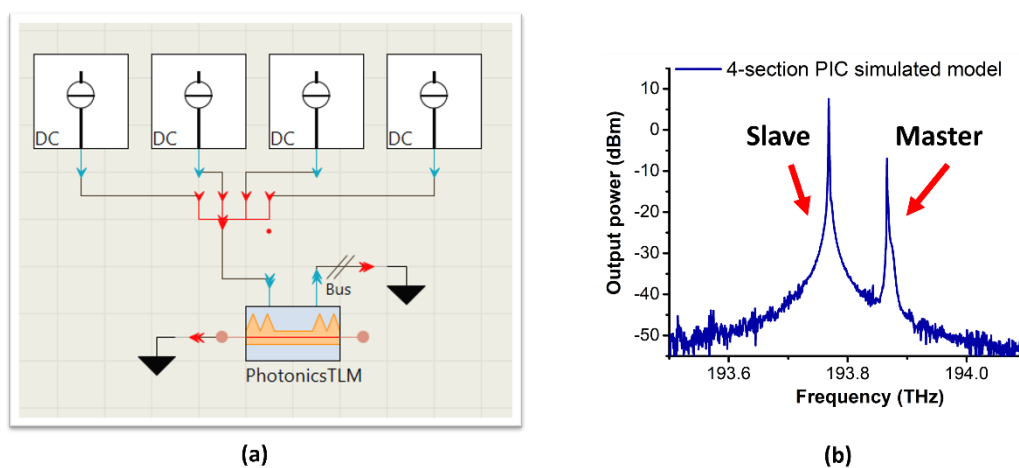 DC
DC
DC
DC
Bus
PhotonicsTLM
(a)
4-section PIC simulated model
Slave
Master
Output power (dBm)
10
0
-10
-20
-30
-40
-50
193.6
193.8
194.0
Frequency (THz)
(b)